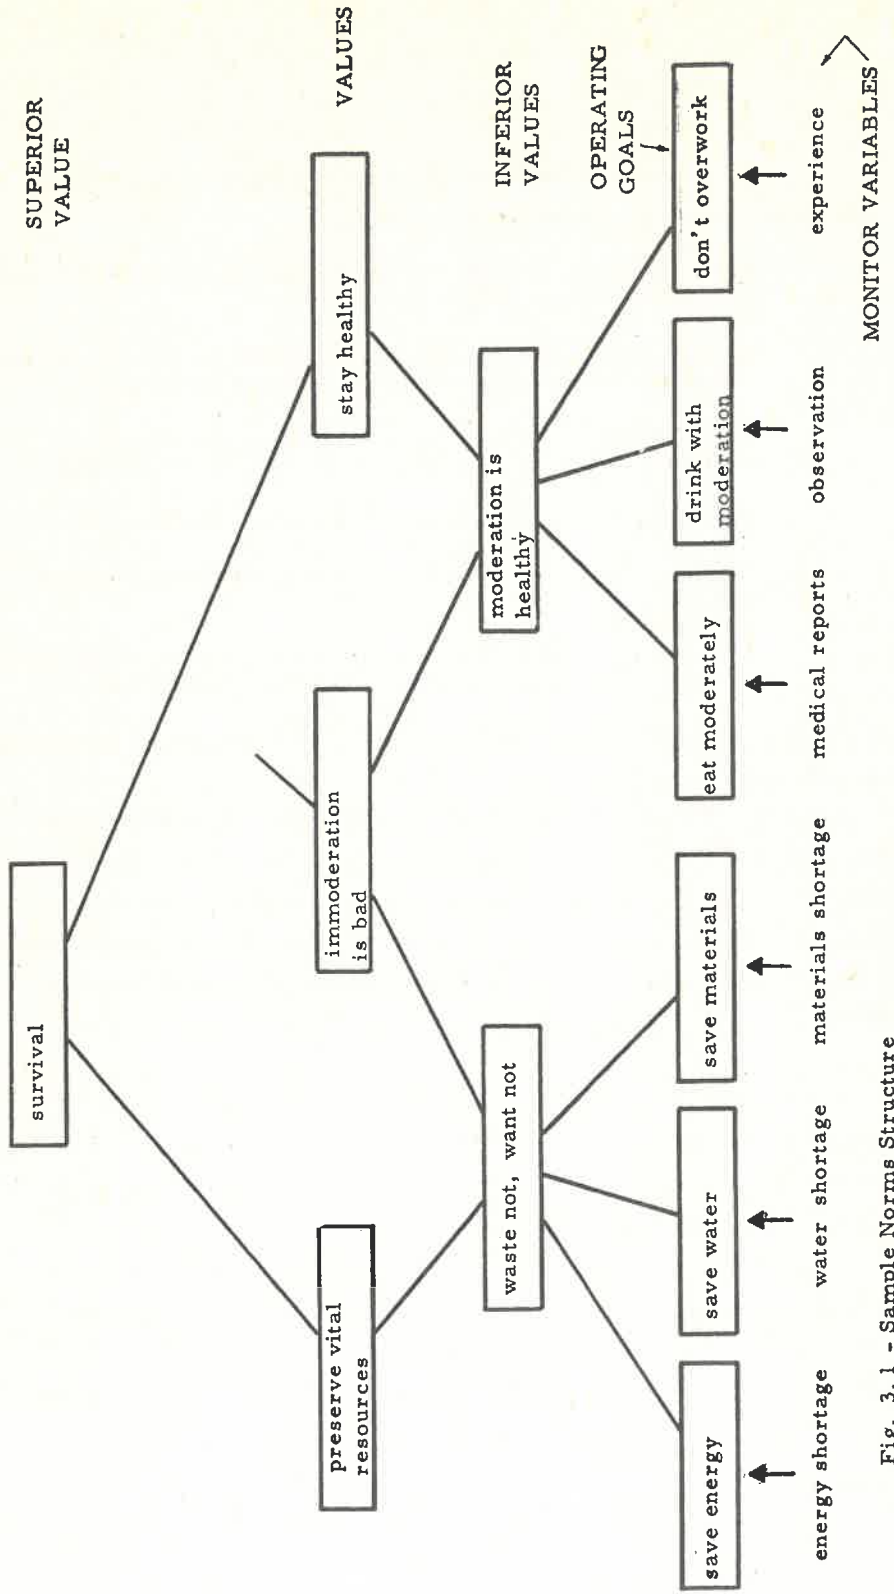 SUPERIOR
VALUE
survival
VALUES
preserve vital
resources
immoderation
is bad
stay healthy
INFERIOR
VALUES
waste not, want not
moderation is
healthy
OPERATING
GOALS
save energy
save water
save materials
eat moderately
drink with
moderation
don't overwork
energy shortage
water shortage
materials shortage
medical reports
observation
experience
MONITOR VARIABLES
Fig. 3.1 - Sample Norms Structure